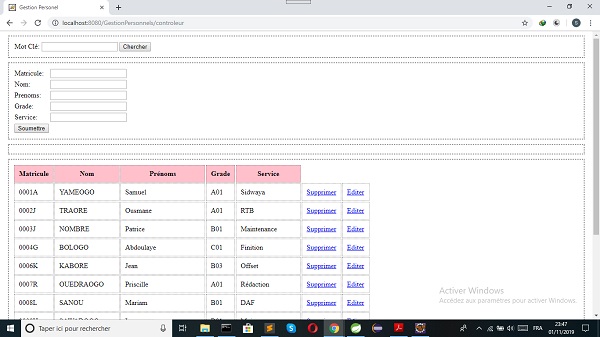 Gestion Personel
localhost:8080/GestionPersonnels/controleur
Mot Clé: Chercher
Matricule:
Nom:
Prenoms:
Grade:
Service:
Soumettre
Matricule Nom Prénoms Grade Service
0001A YAMEOGO Samuel A01 Sidwaya Supprimer Editer
0002J TRAORE Ousmane A01 RTB Supprimer Editer
0003J NOMBRE Patrice B01 Maintenance Supprimer Editer
0004G BOLOGO Abdoulaye C01 Finition Supprimer Editer
0006K KABORE Jean B03 Offset Supprimer Editer
0007R OUEDRAOGO Priscille A01 Rédaction Supprimer Editer
0008L SANOU Mariam B01 DAF Supprimer Editer
Activer Windows
Accédez aux paramètres pour activer Windows.
Taper ici pour rechercher
FRA
23:47
01/11/2019